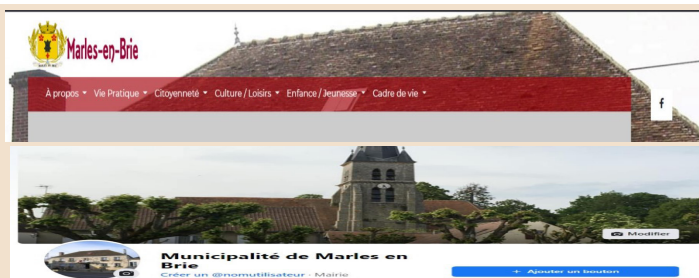 Marles-en-Brie
À propos Vie Pratique Citoyenneté Culture / Loisirs Enfance / Jeunesse Cadre de vie
f
Modifier
Municipalité de Marles en
Brie
Créer un @nomutilisateur · Mairie
+ Ajouter un bouton